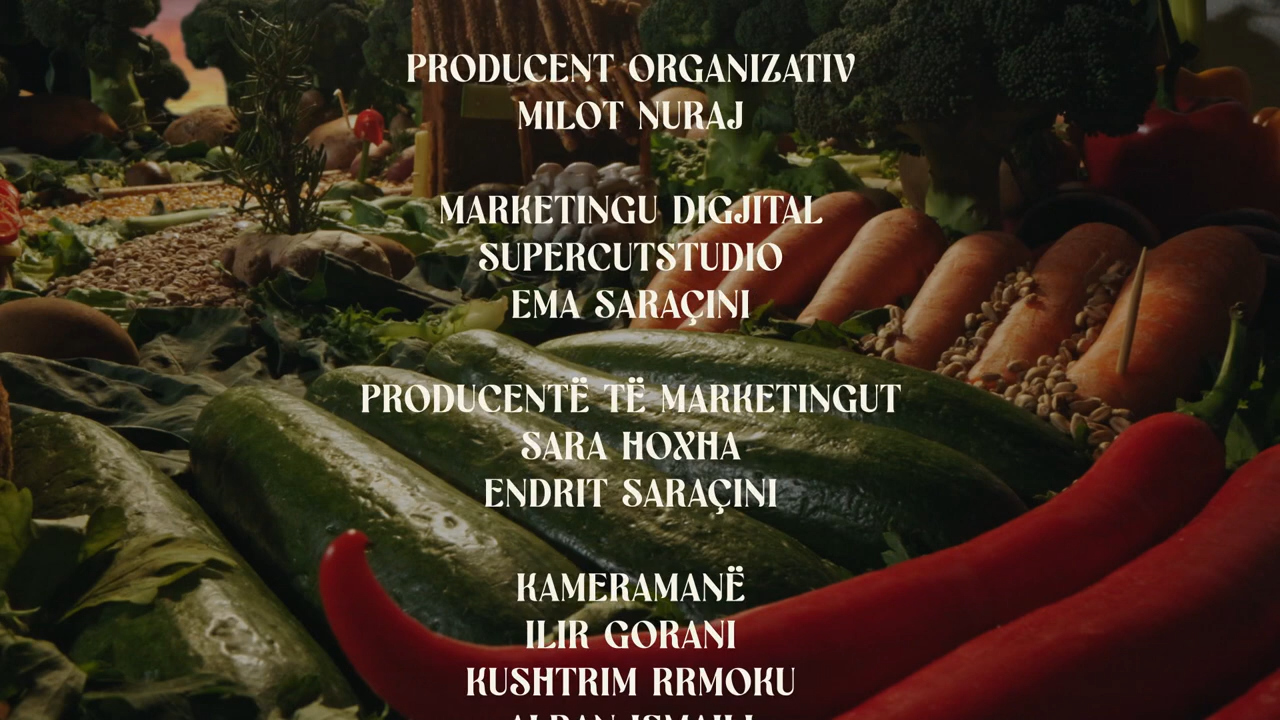 PRODUCENT ORGANIZATIV
MILOT NURAJ
MARKETINGU DIGJITAL
SUPERCUTSTUDIO
EMA SARAÇINI
PRODUCENTË TË MARKETINGUT
SARA HOXHA
ENDRIT SARAÇINI
KAMERAMANË
ILIR GORANI
KUSHTRIM RRMOKU